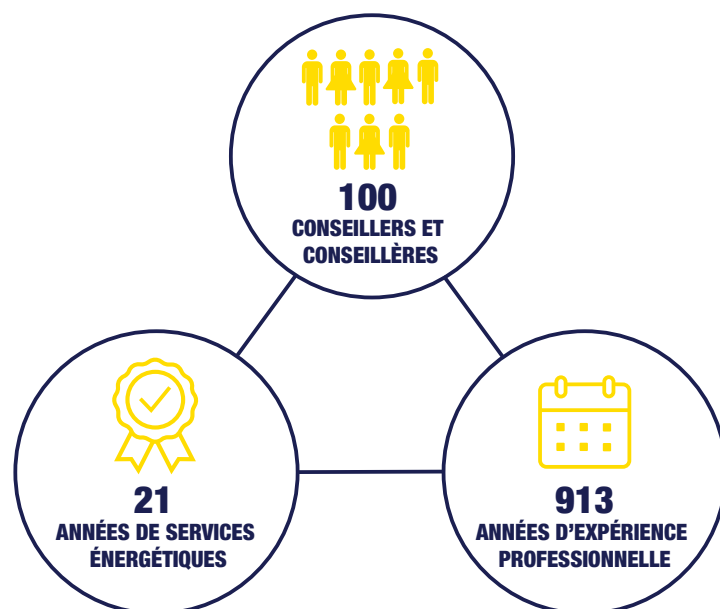 100
CONSEILLERS ET
CONSEILLÈRES
21
ANNÉES DE SERVICES
ÉNERGÉTIQUES
913
ANNÉES D'EXPÉRIENCE
PROFESSIONNELLE